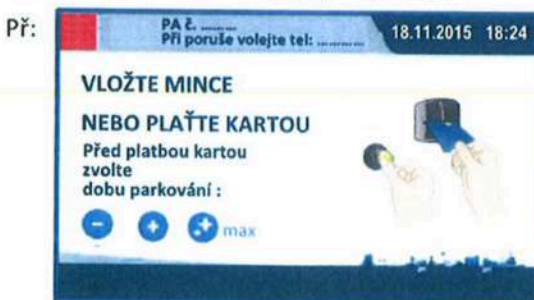 Př:
PA č. ........
Při poruše volejte tel: ..........
18.11.2015 18:24
VLOŽTE MINCE
NEBO PLAŤTE KARTOU
Před platbou kartou
zvolte
dobu parkování :
- + + max